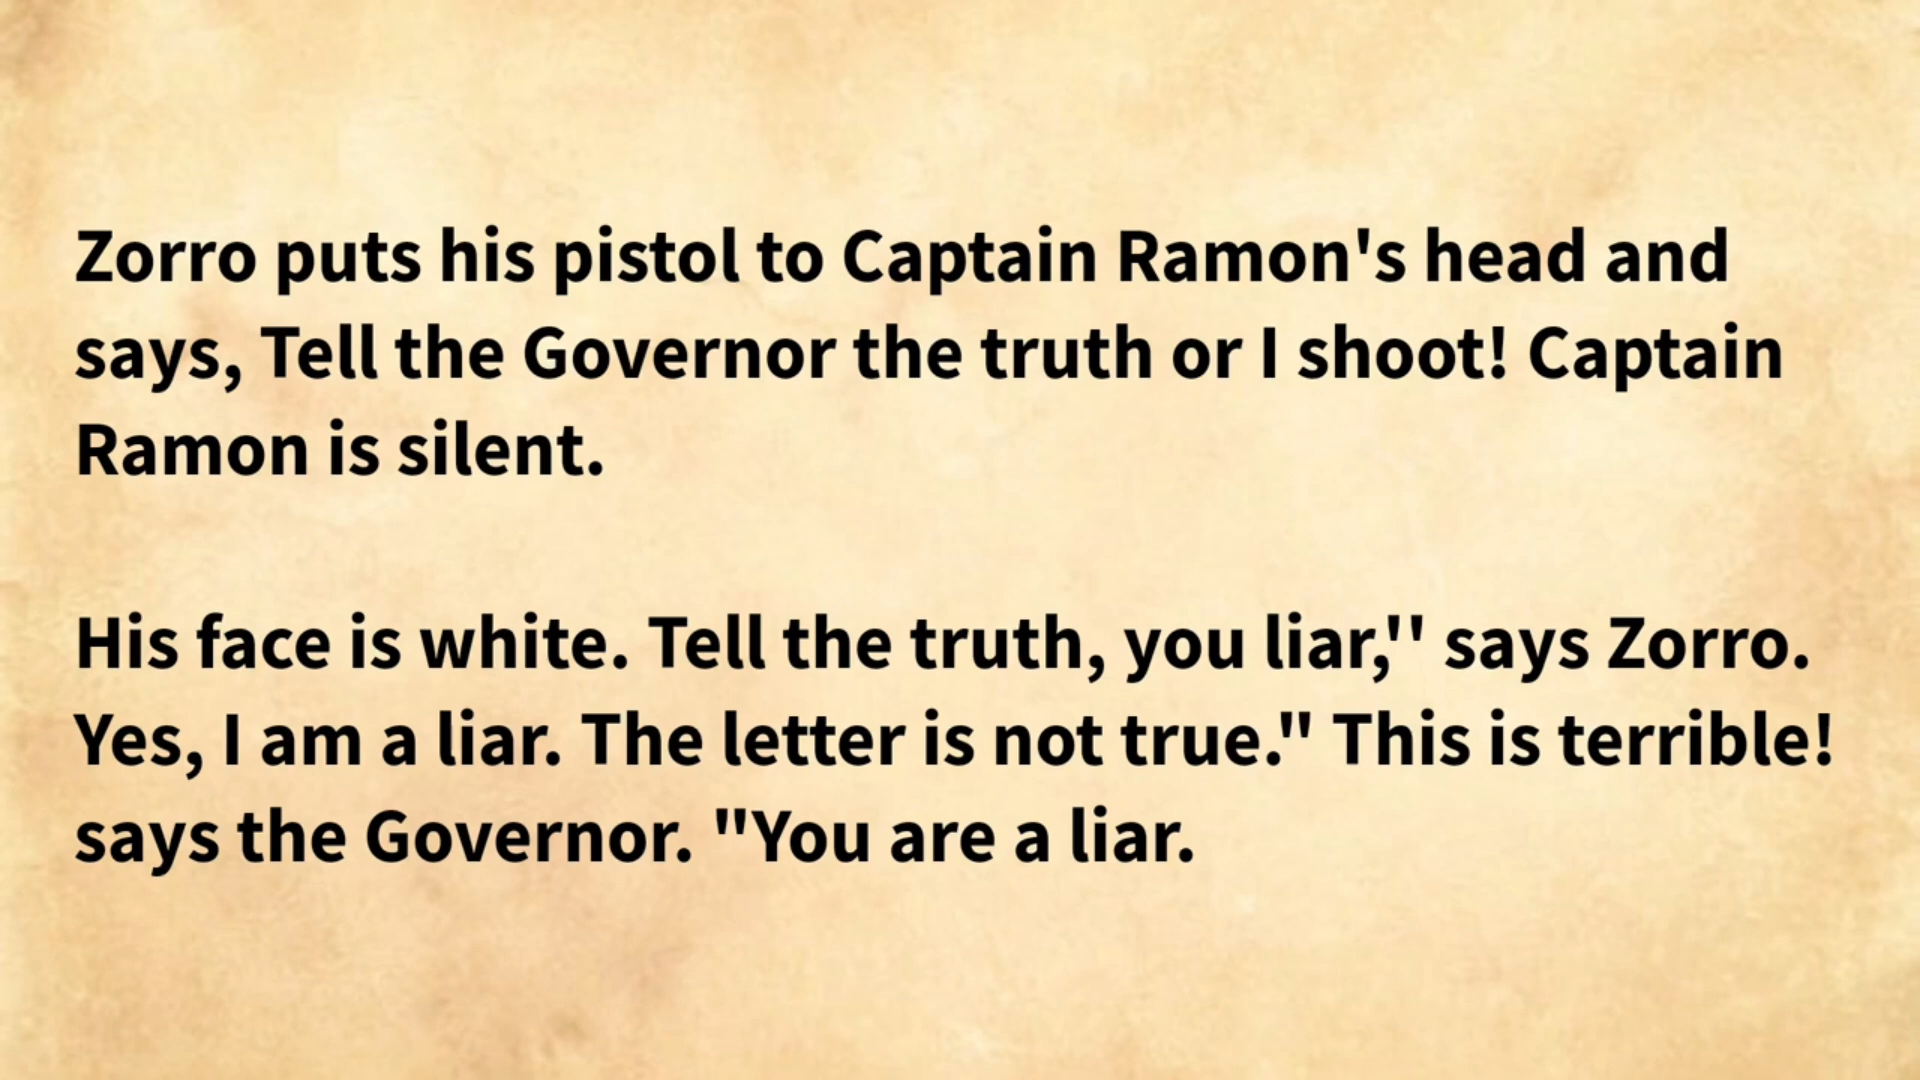 Zorro puts his pistol to Captain Ramon's head and
says, Tell the Governor the truth or I shoot! Captain
Ramon is silent.
His face is white. Tell the truth, you liar,'' says Zorro.
Yes, I am a liar. The letter is not true." This is terrible!
says the Governor. "You are a liar.